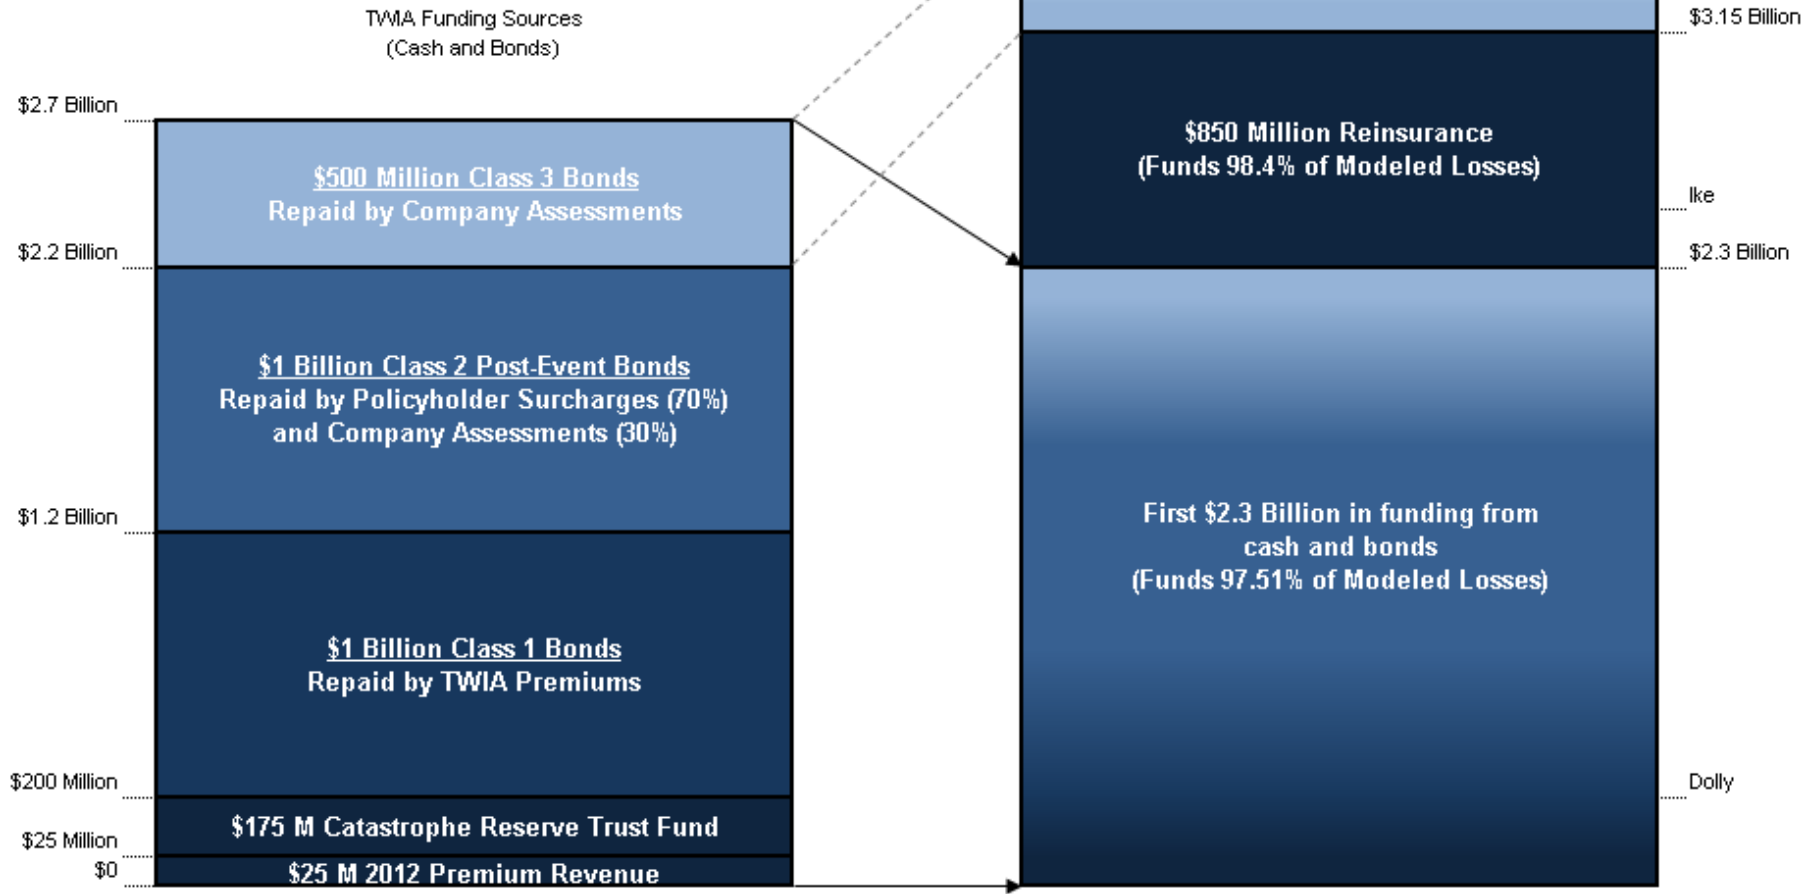 TWIA Funding Sources
(Cash and Bonds)
$2.7 Billion
$500 Million Class 3 Bonds
Repaid by Company Assessments
$2.2 Billion
$1 Billion Class 2 Post-Event Bonds
Repaid by Policyholder Surcharges (70%)
and Company Assessments (30%)
$1.2 Billion
$1 Billion Class 1 Bonds
Repaid by TWIA Premiums
$200 Million
$175 M Catastrophe Reserve Trust Fund
$25 Million
$25 M 2012 Premium Revenue
$0
$3.15 Billion
$850 Million Reinsurance
(Funds 98.4% of Modeled Losses)
Ike
$2.3 Billion
First $2.3 Billion in funding from
cash and bonds
(Funds 97.51% of Modeled Losses)
Dolly